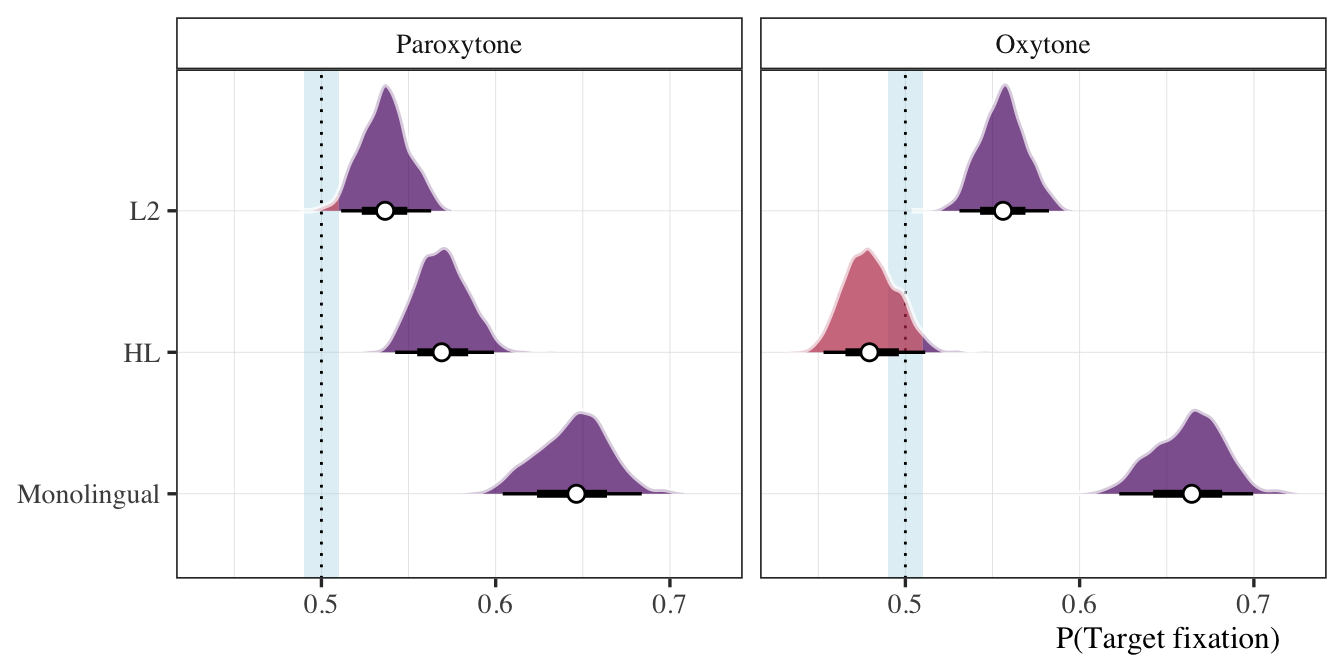 Paroxytone
Oxytone
L2
HL
Monolingual
0.5 0.6 0.7
0.5 0.6 0.7
P(Target fixation)